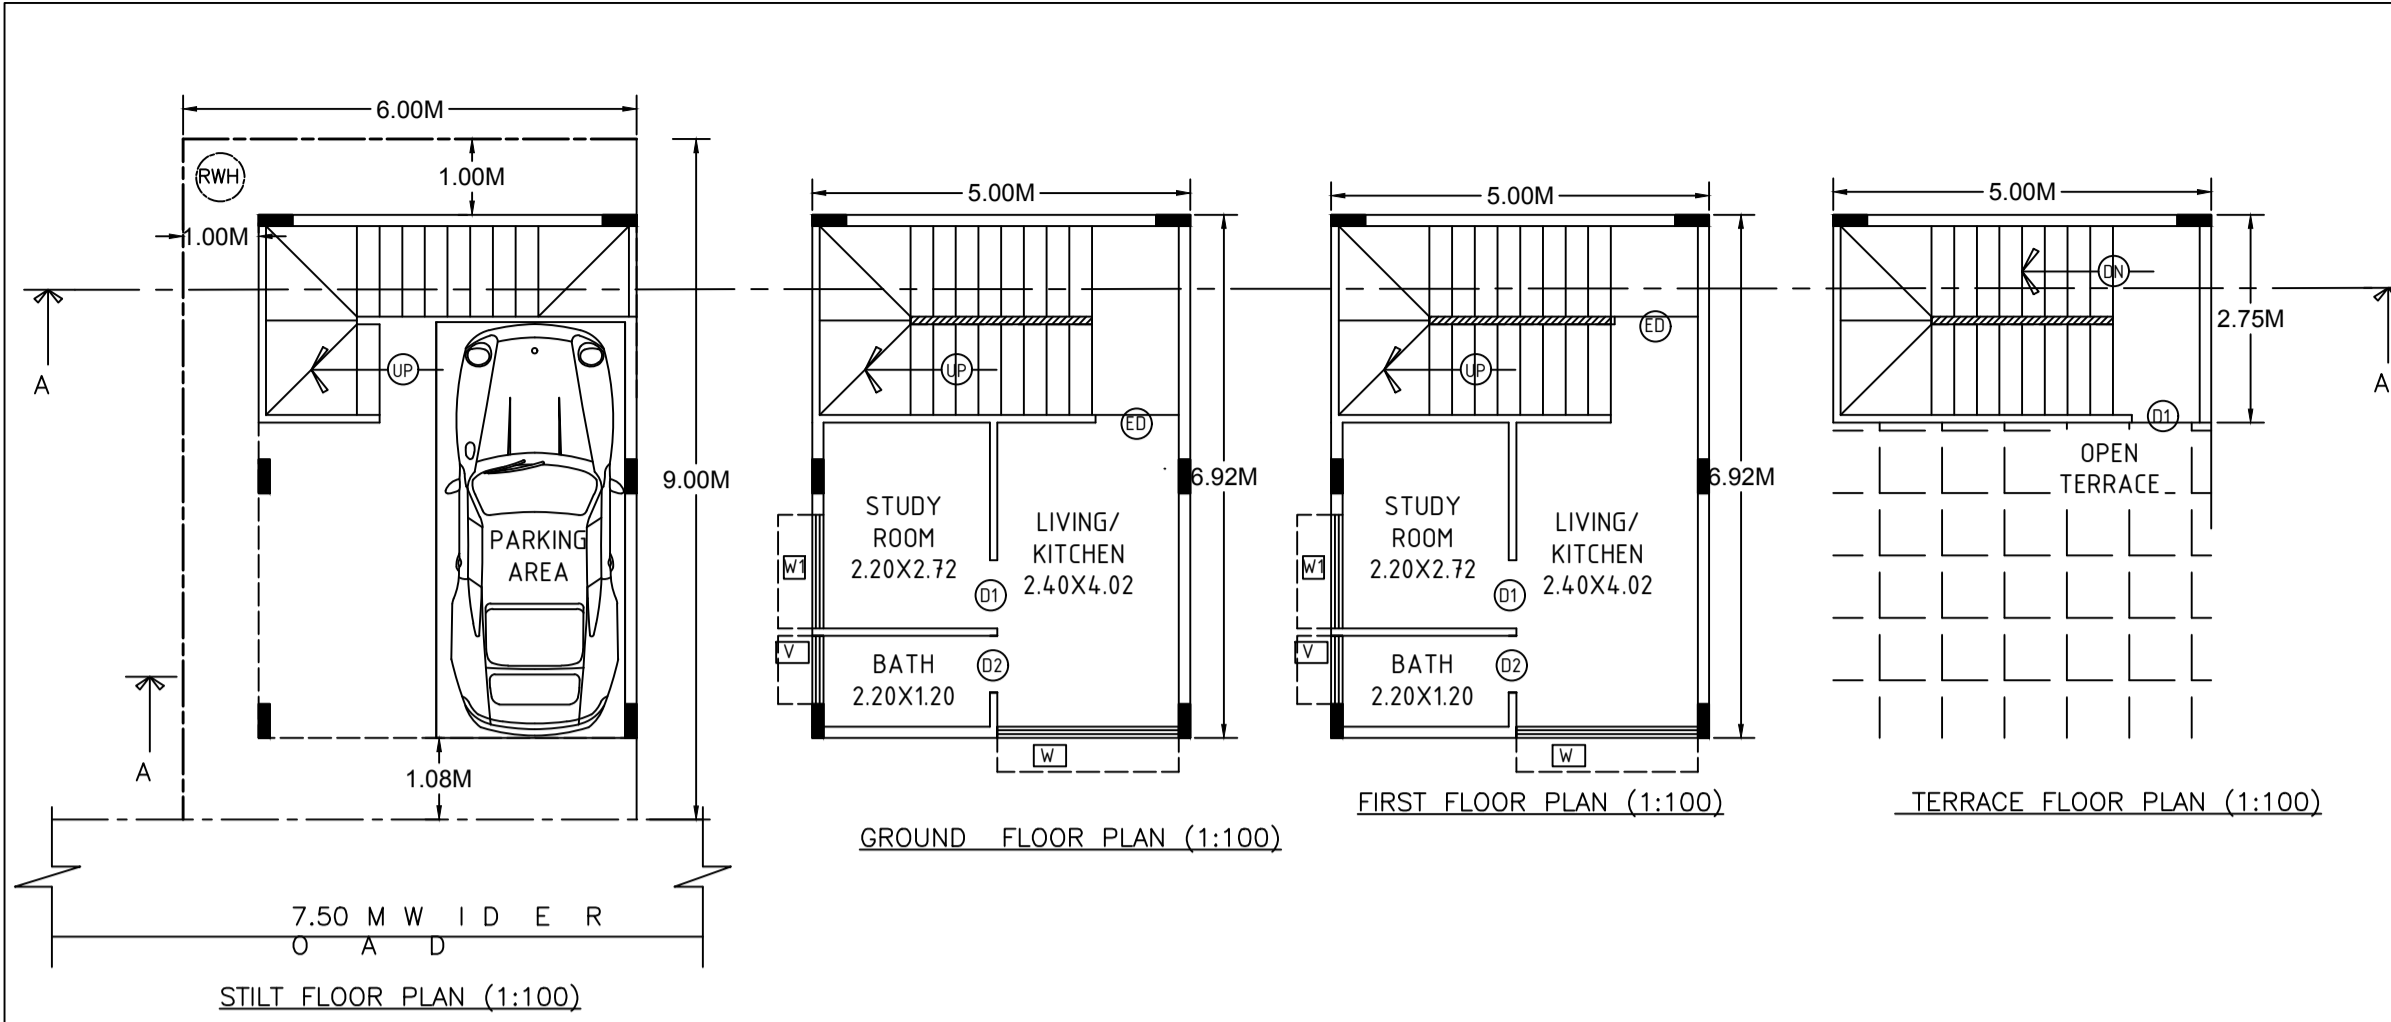 6.00M
RWH
1.00M
1.00M
A
UP
9.00M
PARKING
AREA
A
1.08M
7.50 M W I D E R
O A D
STILT FLOOR PLAN (1:100)
5.00M
UP
ED
6.92M
STUDY
ROOM
2.20X2.72
LIVING/
KITCHEN
2.40X4.02
W1
D1
V
BATH
2.20X1.20
D2
W
GROUND FLOOR PLAN (1:100)
5.00M
ED
UP
6.92M
STUDY
ROOM
2.20X2.72
LIVING/
KITCHEN
2.40X4.02
W1
D1
V
BATH
2.20X1.20
D2
W
FIRST FLOOR PLAN (1:100)
5.00M
DN
2.75M
A
D1
OPEN
TERRACE
TERRACE FLOOR PLAN (1:100)